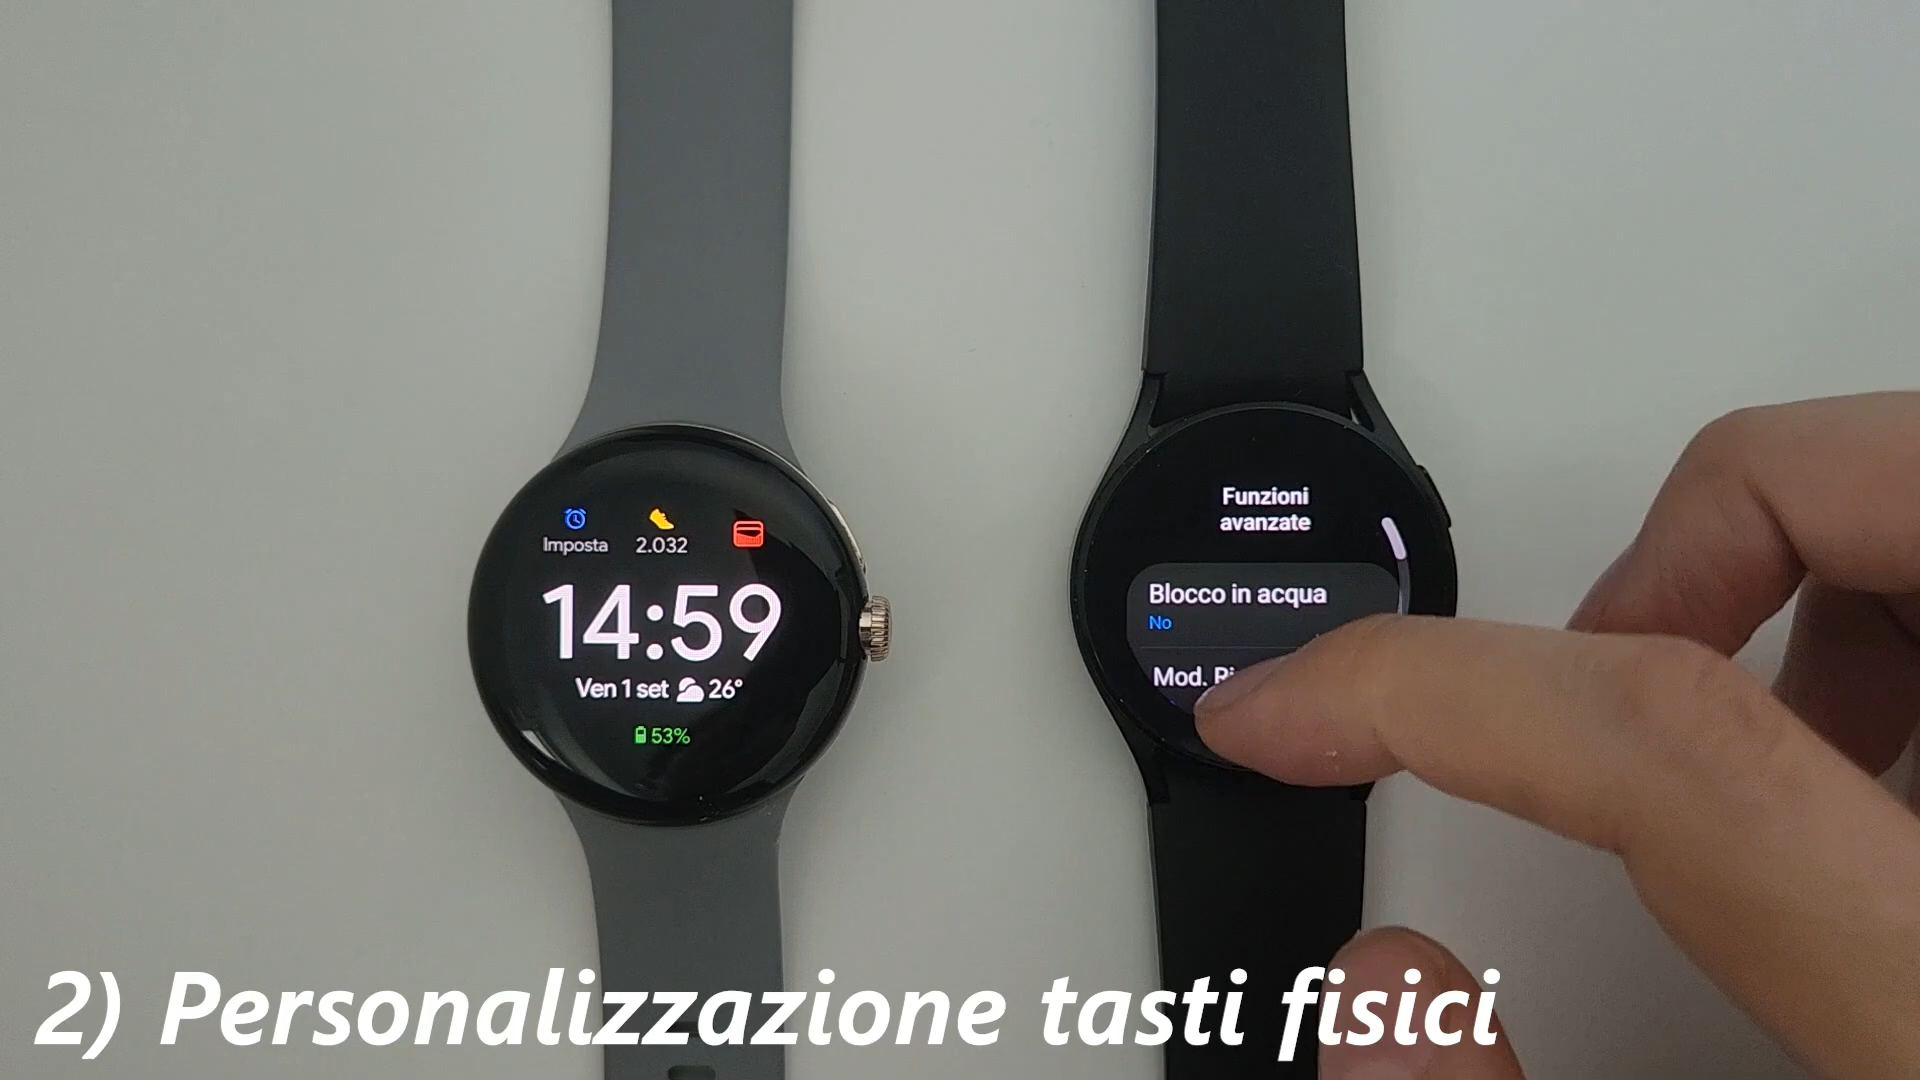 Imposta
2.032
14:59
Ven 1 set 26°
53%
Funzioni
avanzate
Blocco in acqua
No
Mod.
2) Personalizzazione tasti fisici